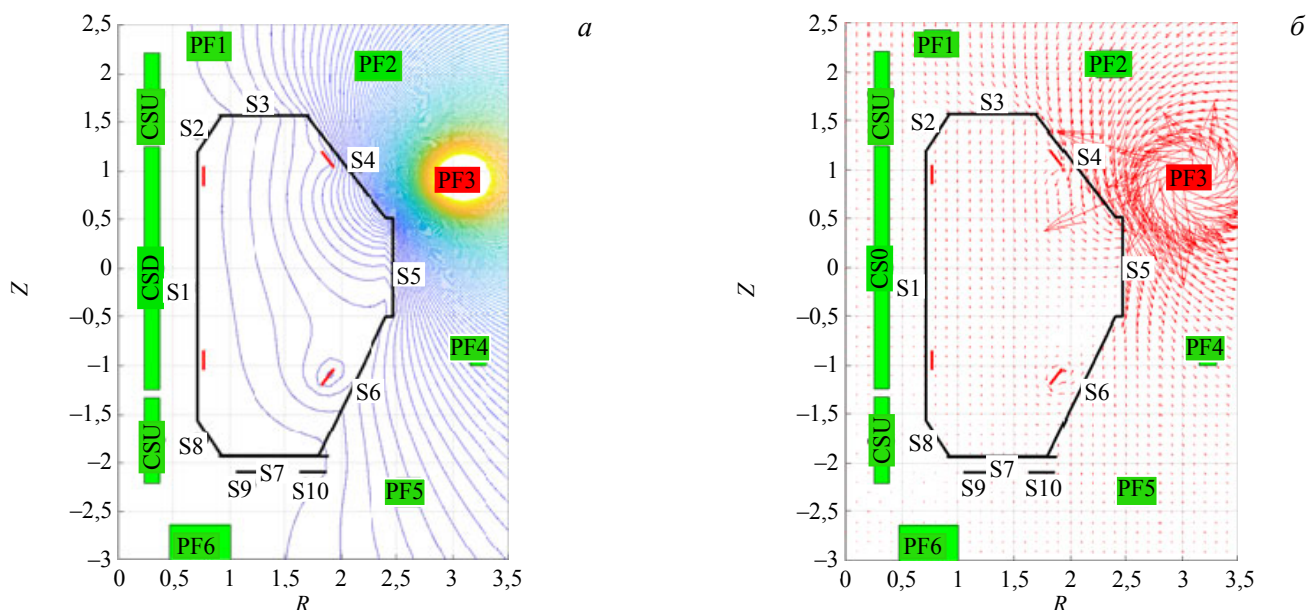 2,5 PF1 PF2 a
2
1,5 CSU S2 S3
1 S4 PF3
0,5
Z 0 CSD S1 S5
–0,5
–1 PF4
S6
–1,5 CSU S8
–2 S9 S7 S10 PF5
–2,5
–3 PF6
0 0,5 1 1,5 2 2,5 3 3,5
R
2,5 PF1 PF2 б
2
1,5 CSU S2 S3
1 S4 PF3
0,5
Z 0 CS0 S1 S5
–0,5
–1 PF4
S6
–1,5 CSU S8
–2 S9 S7 S10 PF5
–2,5
–3 PF6
0 0,5 1 1,5 2 2,5 3 3,5
R